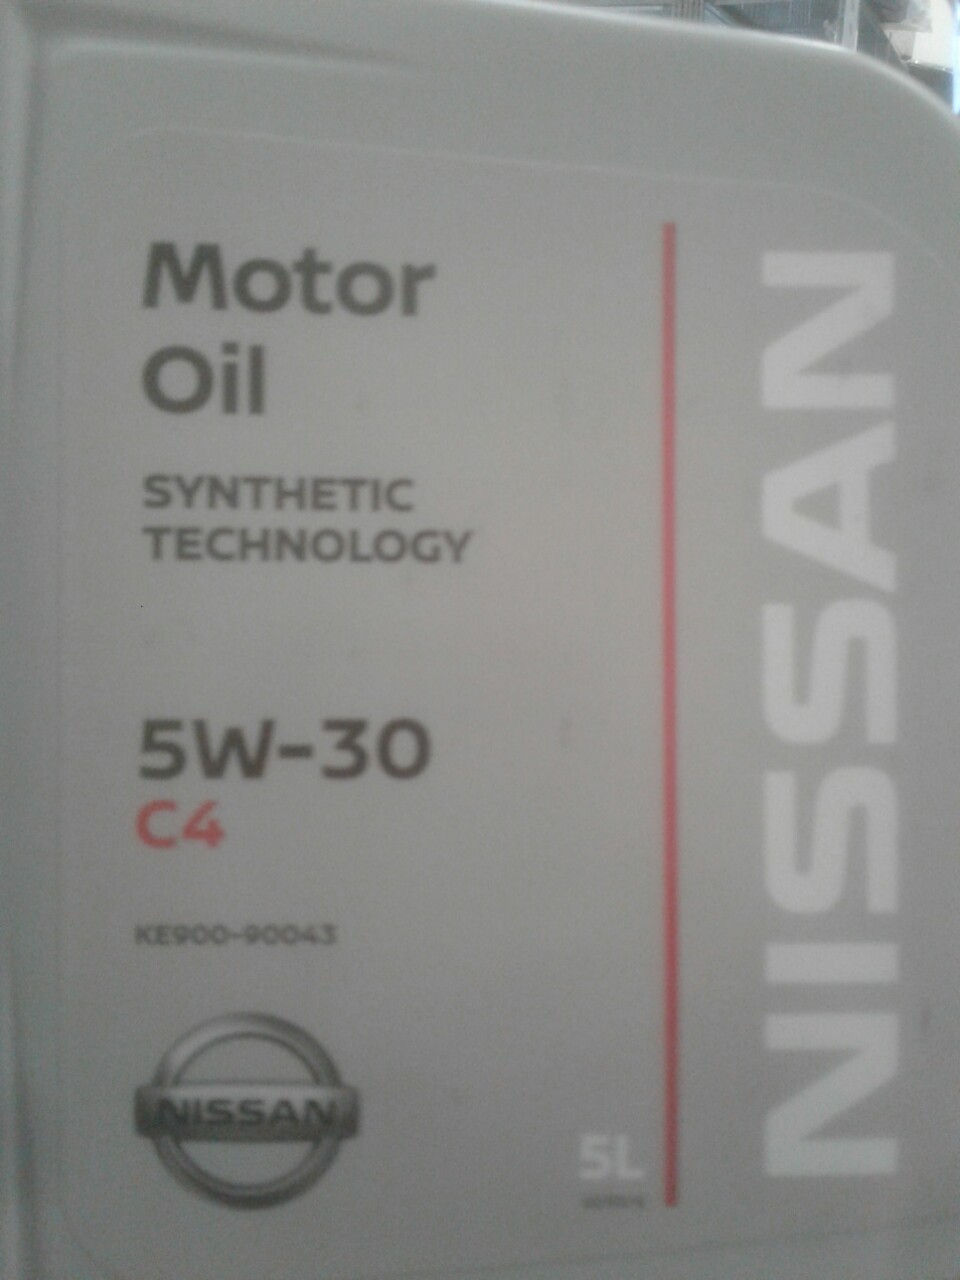 Motor
Oil
SYNTHETIC
TECHNOLOGY
5W-30
C4
KE900-90043
NISSAN
5L
NISSAN